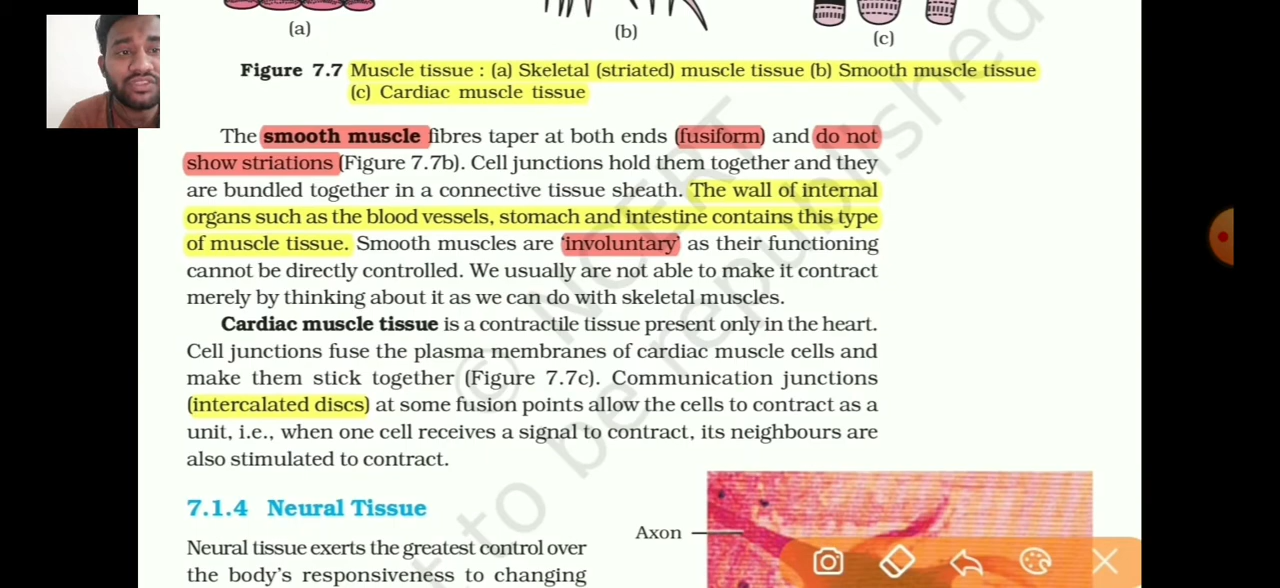 (a)
(b)
(c)
Figure 7.7 Muscle tissue : (a) Skeletal (striated) muscle tissue (b) Smooth muscle tissue
(c) Cardiac muscle tissue
The smooth muscle fibres taper at both ends (fusiform) and do not
show striations (Figure 7.7b). Cell junctions hold them together and they
are bundled together in a connective tissue sheath. The wall of internal
organs such as the blood vessels, stomach and intestine contains this type
of muscle tissue. Smooth muscles are ‘involuntary’ as their functioning
cannot be directly controlled. We usually are not able to make it contract
merely by thinking about it as we can do with skeletal muscles.
Cardiac muscle tissue is a contractile tissue present only in the heart.
Cell junctions fuse the plasma membranes of cardiac muscle cells and
make them stick together (Figure 7.7c). Communication junctions
(intercalated discs) at some fusion points allow the cells to contract as a
unit, i.e., when one cell receives a signal to contract, its neighbours are
also stimulated to contract.
7.1.4 Neural Tissue
Axon
Neural tissue exerts the greatest control over
the body’s responsiveness to changing
© NCERT
to be republished